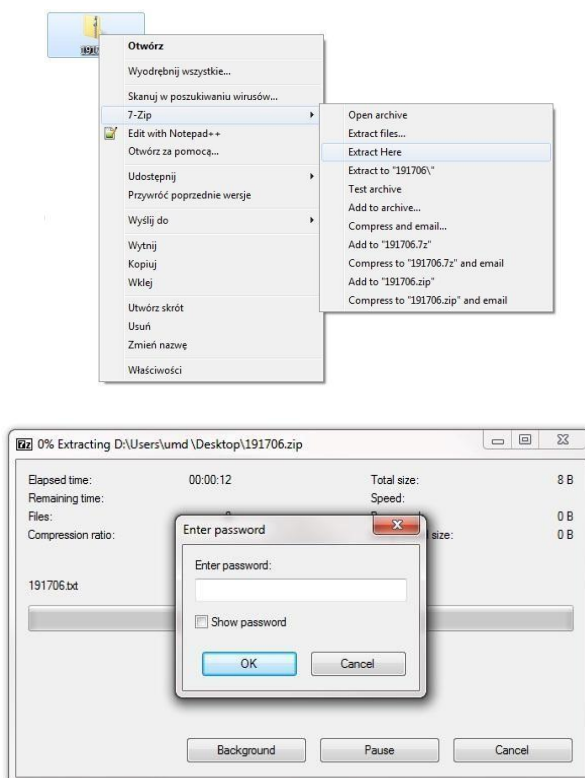 Otwórz
Wyodrębnij wszystkie...
Skanuj w poszukiwaniu wirusów...
7-Zip
Edit with Notepad++
Otwórz za pomocą...
Udostępnij
Przywróć poprzednie wersje
Wyślij do
Wytnij
Kopiuj
Wklej
Utwórz skrót
Usuń
Zmień nazwę
Właściwości
Open archive
Extract files...
Extract Here
Extract to "191706\"
Test archive
Add to archive...
Compress and email...
Add to "191706.7z"
Compress to "191706.7z" and email
Add to "191706.zip"
Compress to "191706.zip" and email
7z 0% Extracting D:\Users\umd \Desktop\191706.zip
Elapsed time: 00:00:12 Total size: 8 B
Remaining time: Speed:
Files: 0 B
Compression ratio: size: 0 B
191706.txt
Enter password
Enter password:
Show password
OK Cancel
Background Pause Cancel